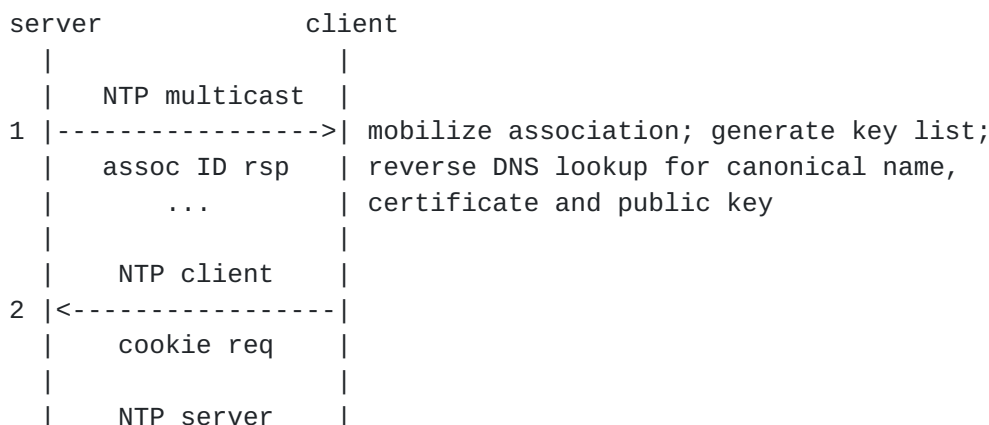 server             client
  |                  |
  |   NTP multicast  |
1 |----------------->| mobilize association; generate key list;
  |   assoc ID rsp   | reverse DNS lookup for canonical name,
  |       ...        | certificate and public key
  |                  |
  |    NTP client    |
2 |<-----------------|
  |    cookie req    |
  |                  |
  |    NTP server    |